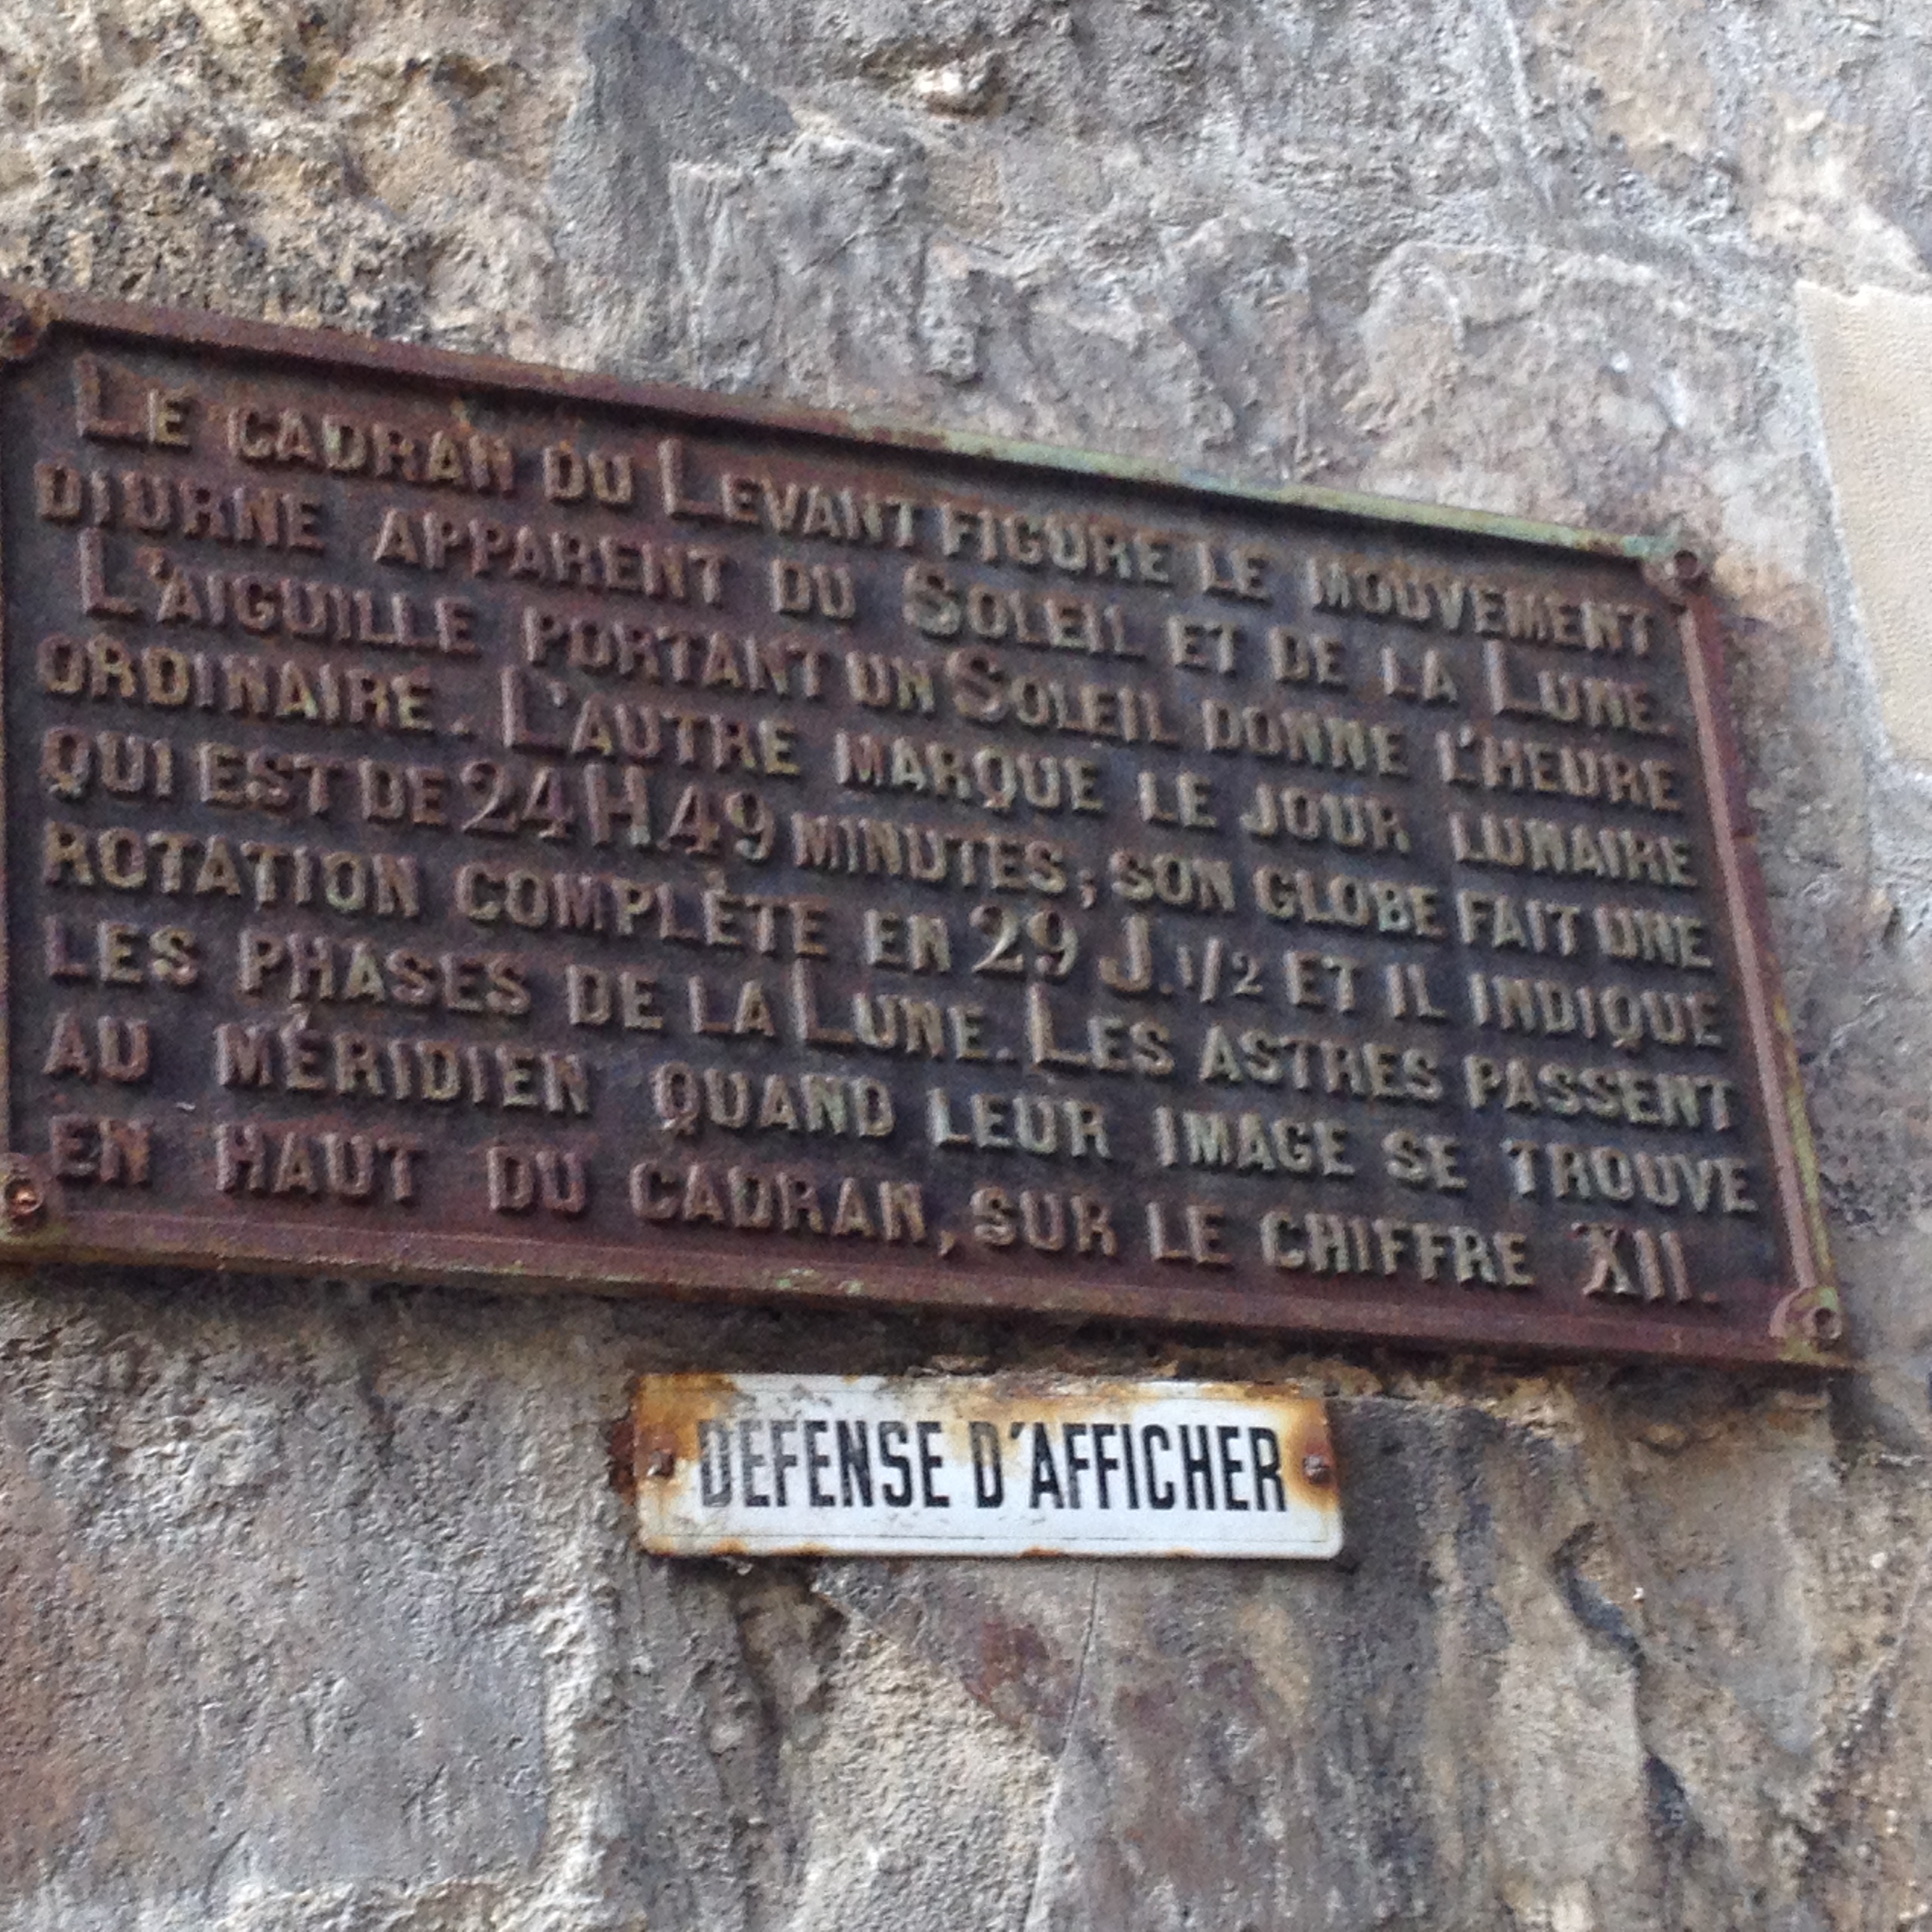 LE CADRAN DU LEVANT FIGURE LE MOUVEMENT
DIURNE APPARENT DU SOLEIL ET DE LA LUNE.
L'AIGUILLE PORTANT UN SOLEIL DONNE L'HEURE
ORDINAIRE. L'AUTRE MARQUE LE JOUR LUNAIRE
QUI EST DE 24 H. 49 MINUTES; SON GLOBE FAIT UNE
ROTATION COMPLÈTE EN 29 J. 1/2 ET IL INDIQUE
LES PHASES DE LA LUNE. LES ASTRES PASSENT
AU MÉRIDIEN QUAND LEUR IMAGE SE TROUVE
EN HAUT DU CADRAN, SUR LE CHIFFRE XII.
DEFENSE D'AFFICHER